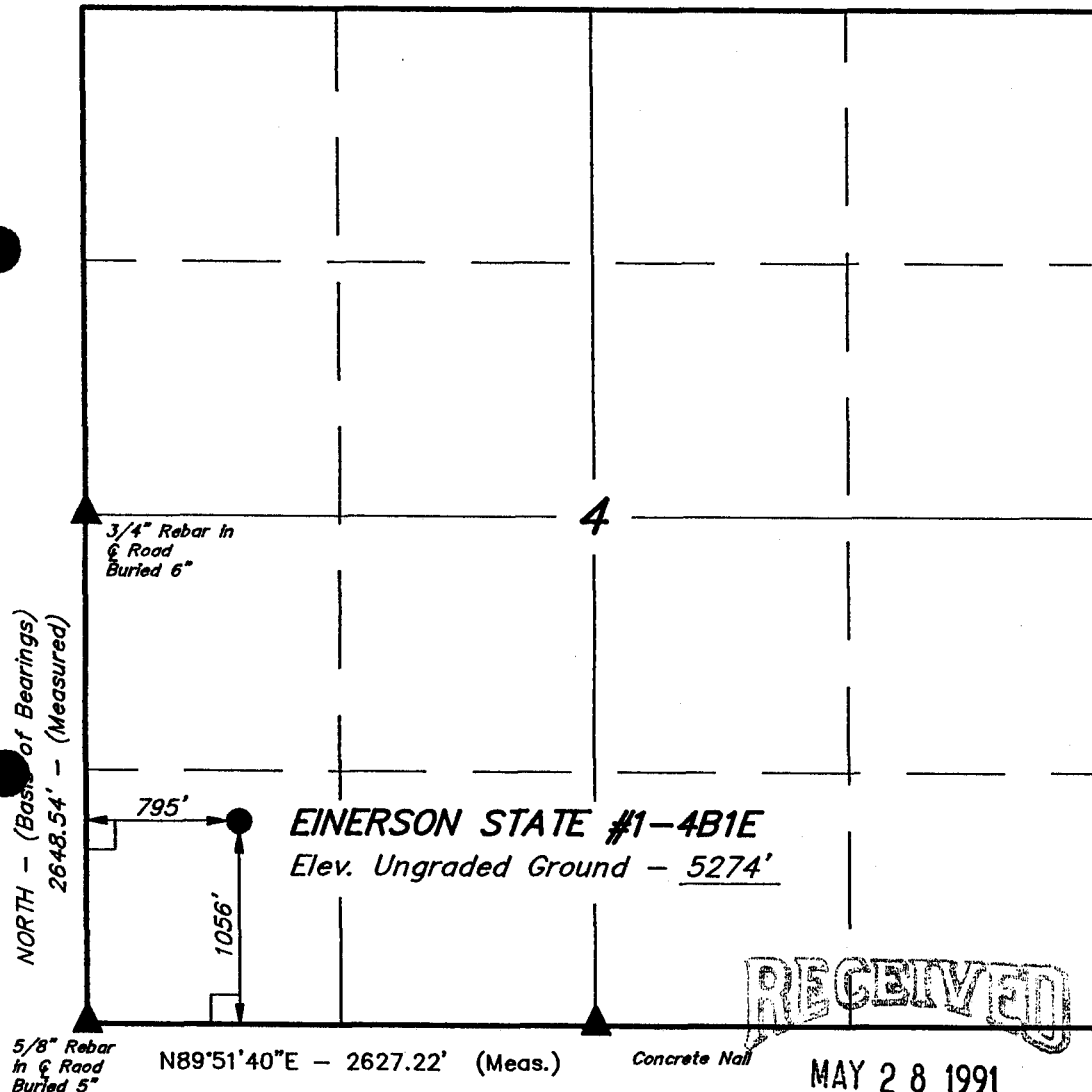 4
3/4" Rebar in
℄ Road
Buried 6"
NORTH - (Basis of Bearings)
2648.54' - (Measured)
795'
EINERSON STATE #1-4B1E
Elev. Ungraded Ground - 5274'
1056'
RECEIVED
5/8" Rebar
in ℄ Raod
Buried 5"
N89°51'40"E - 2627.22' (Meas.)
Concrete Nail
MAY 28 1991